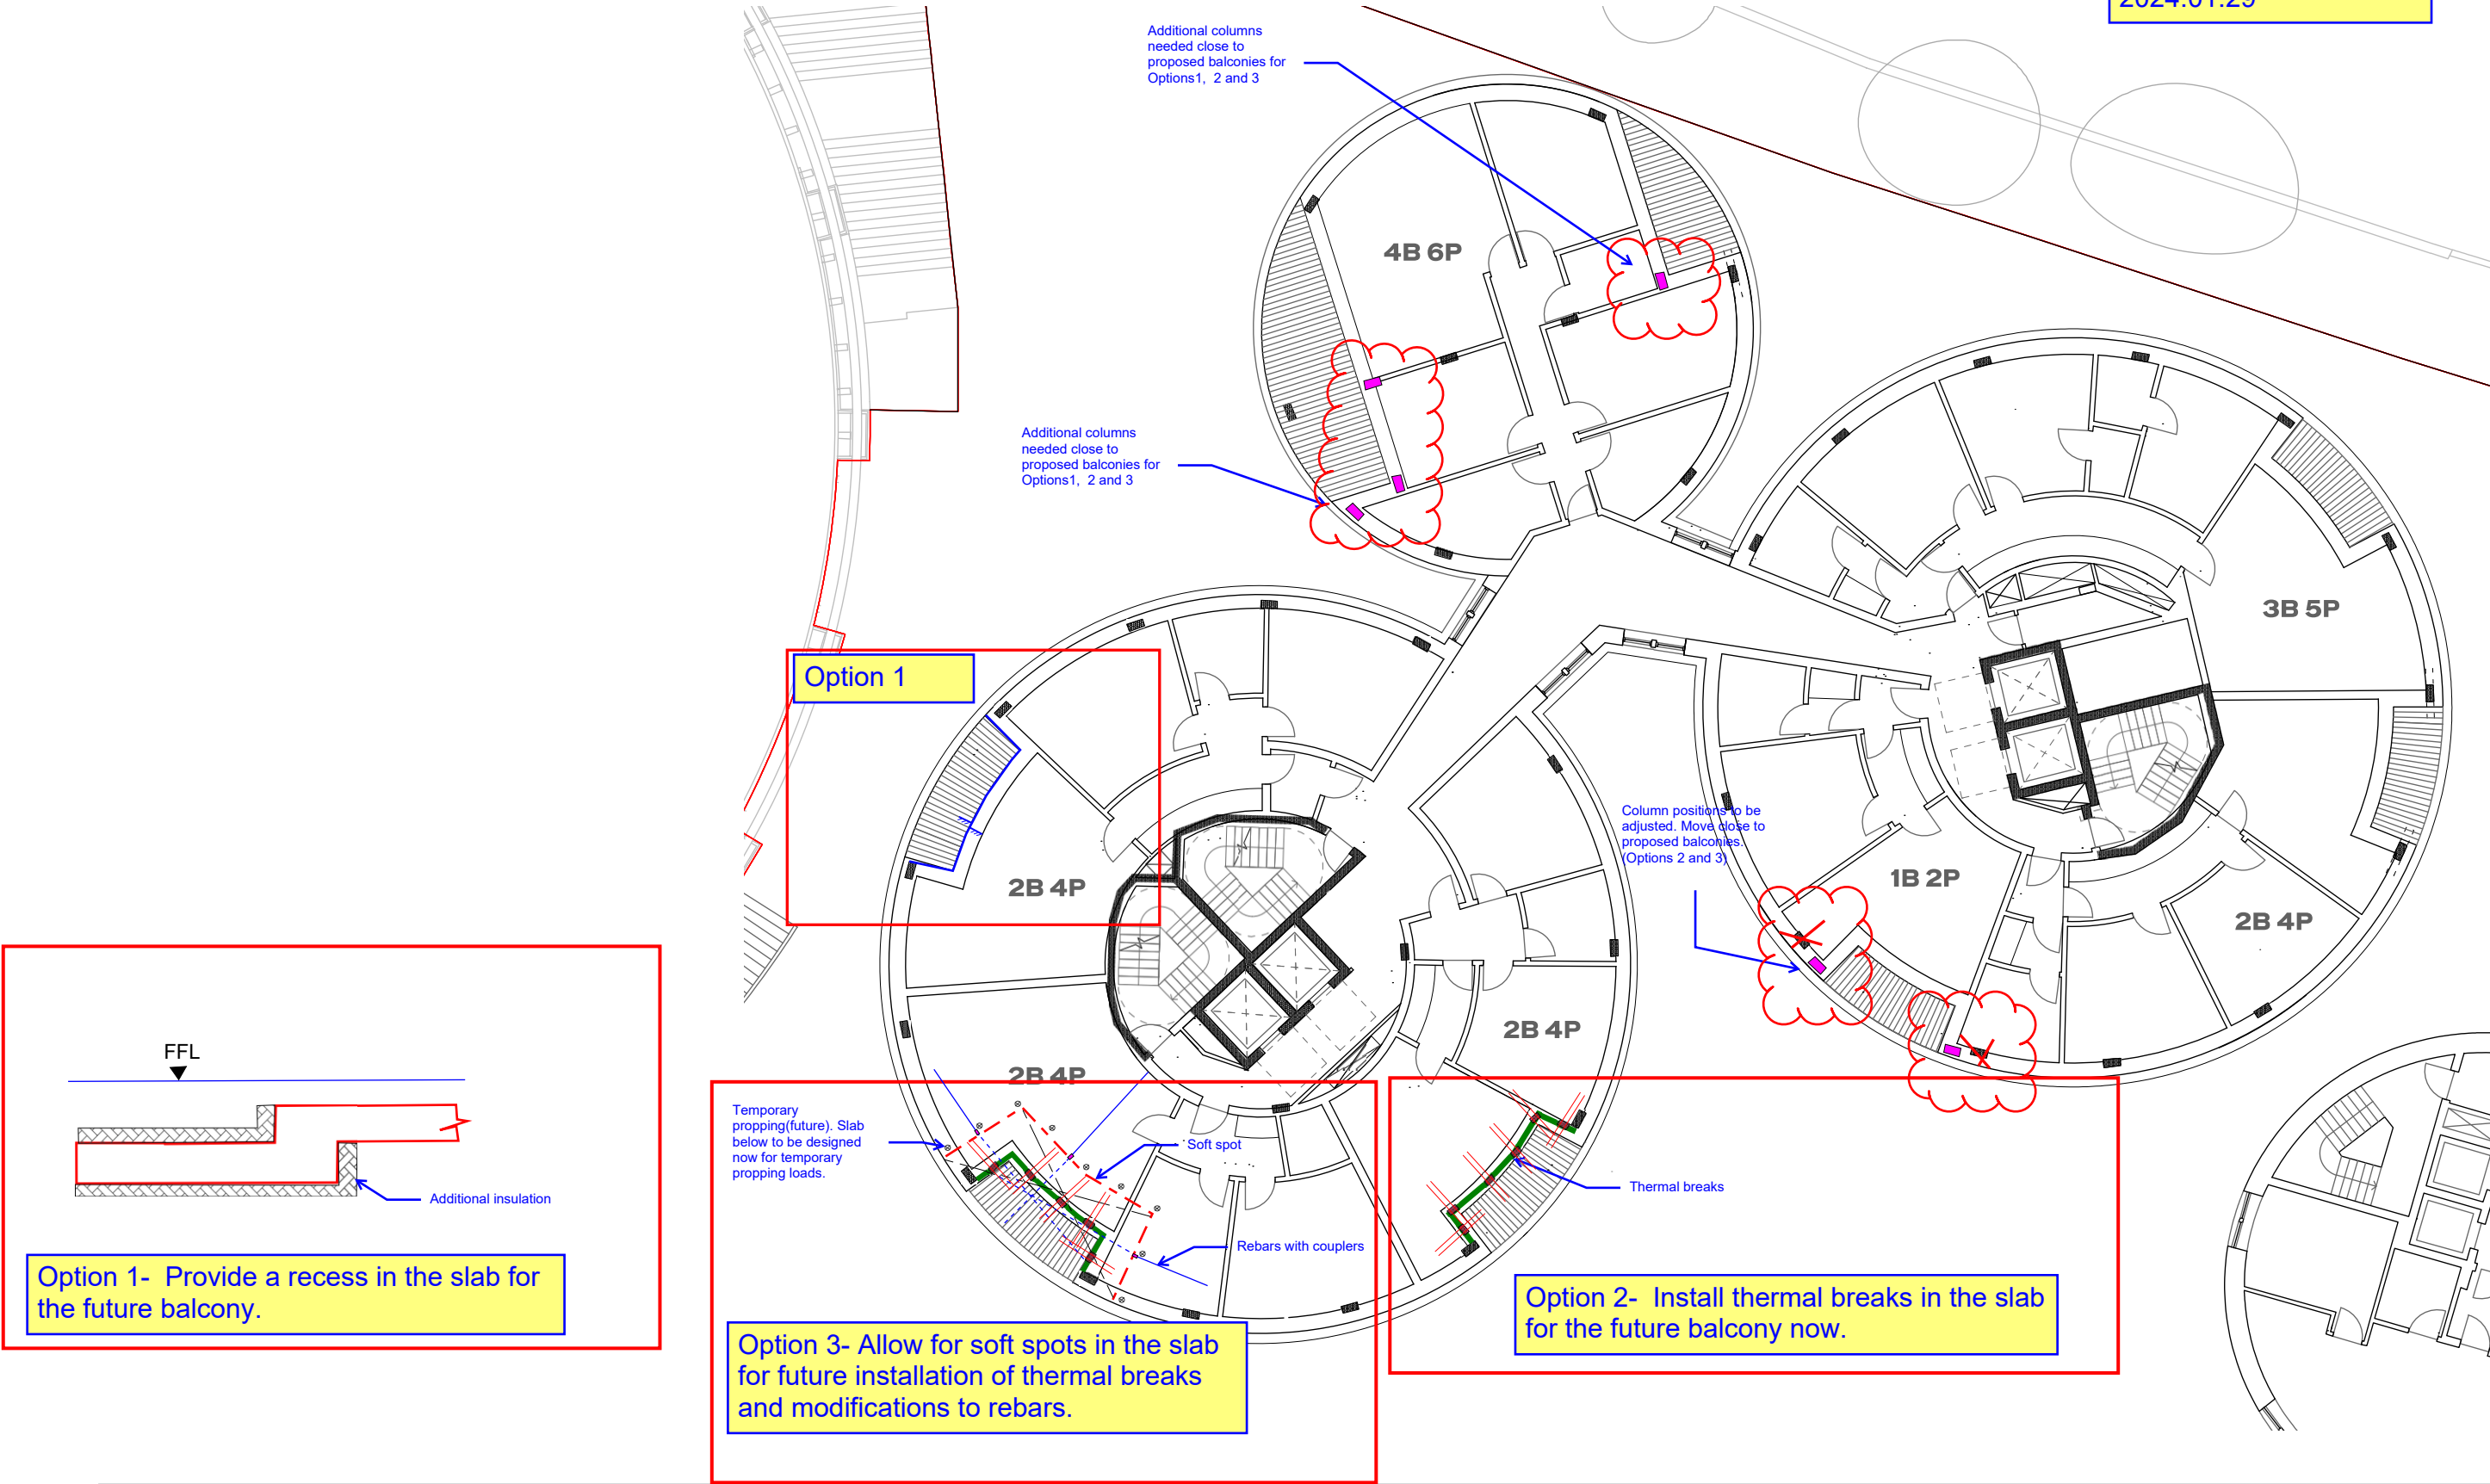 2024.01.29
Additional columns
needed close to
proposed balconies for
Options1, 2 and 3
4B 6P
Additional columns
needed close to
proposed balconies for
Options1, 2 and 3
3B 5P
Option 1
Column positions to be
adjusted. Move close to
proposed balconies.
(Options 2 and 3)
2B 4P
1B 2P
2B 4P
2B 4P
FFL
2B 4P
Temporary
propping(future). Slab
below to be designed
now for temporary
propping loads.
Soft spot
Thermal breaks
Additional insulation
Rebars with couplers
Option 1- Provide a recess in the slab for
the future balcony.
Option 2- Install thermal breaks in the slab
for the future balcony now.
Option 3- Allow for soft spots in the slab
for future installation of thermal breaks
and modifications to rebars.